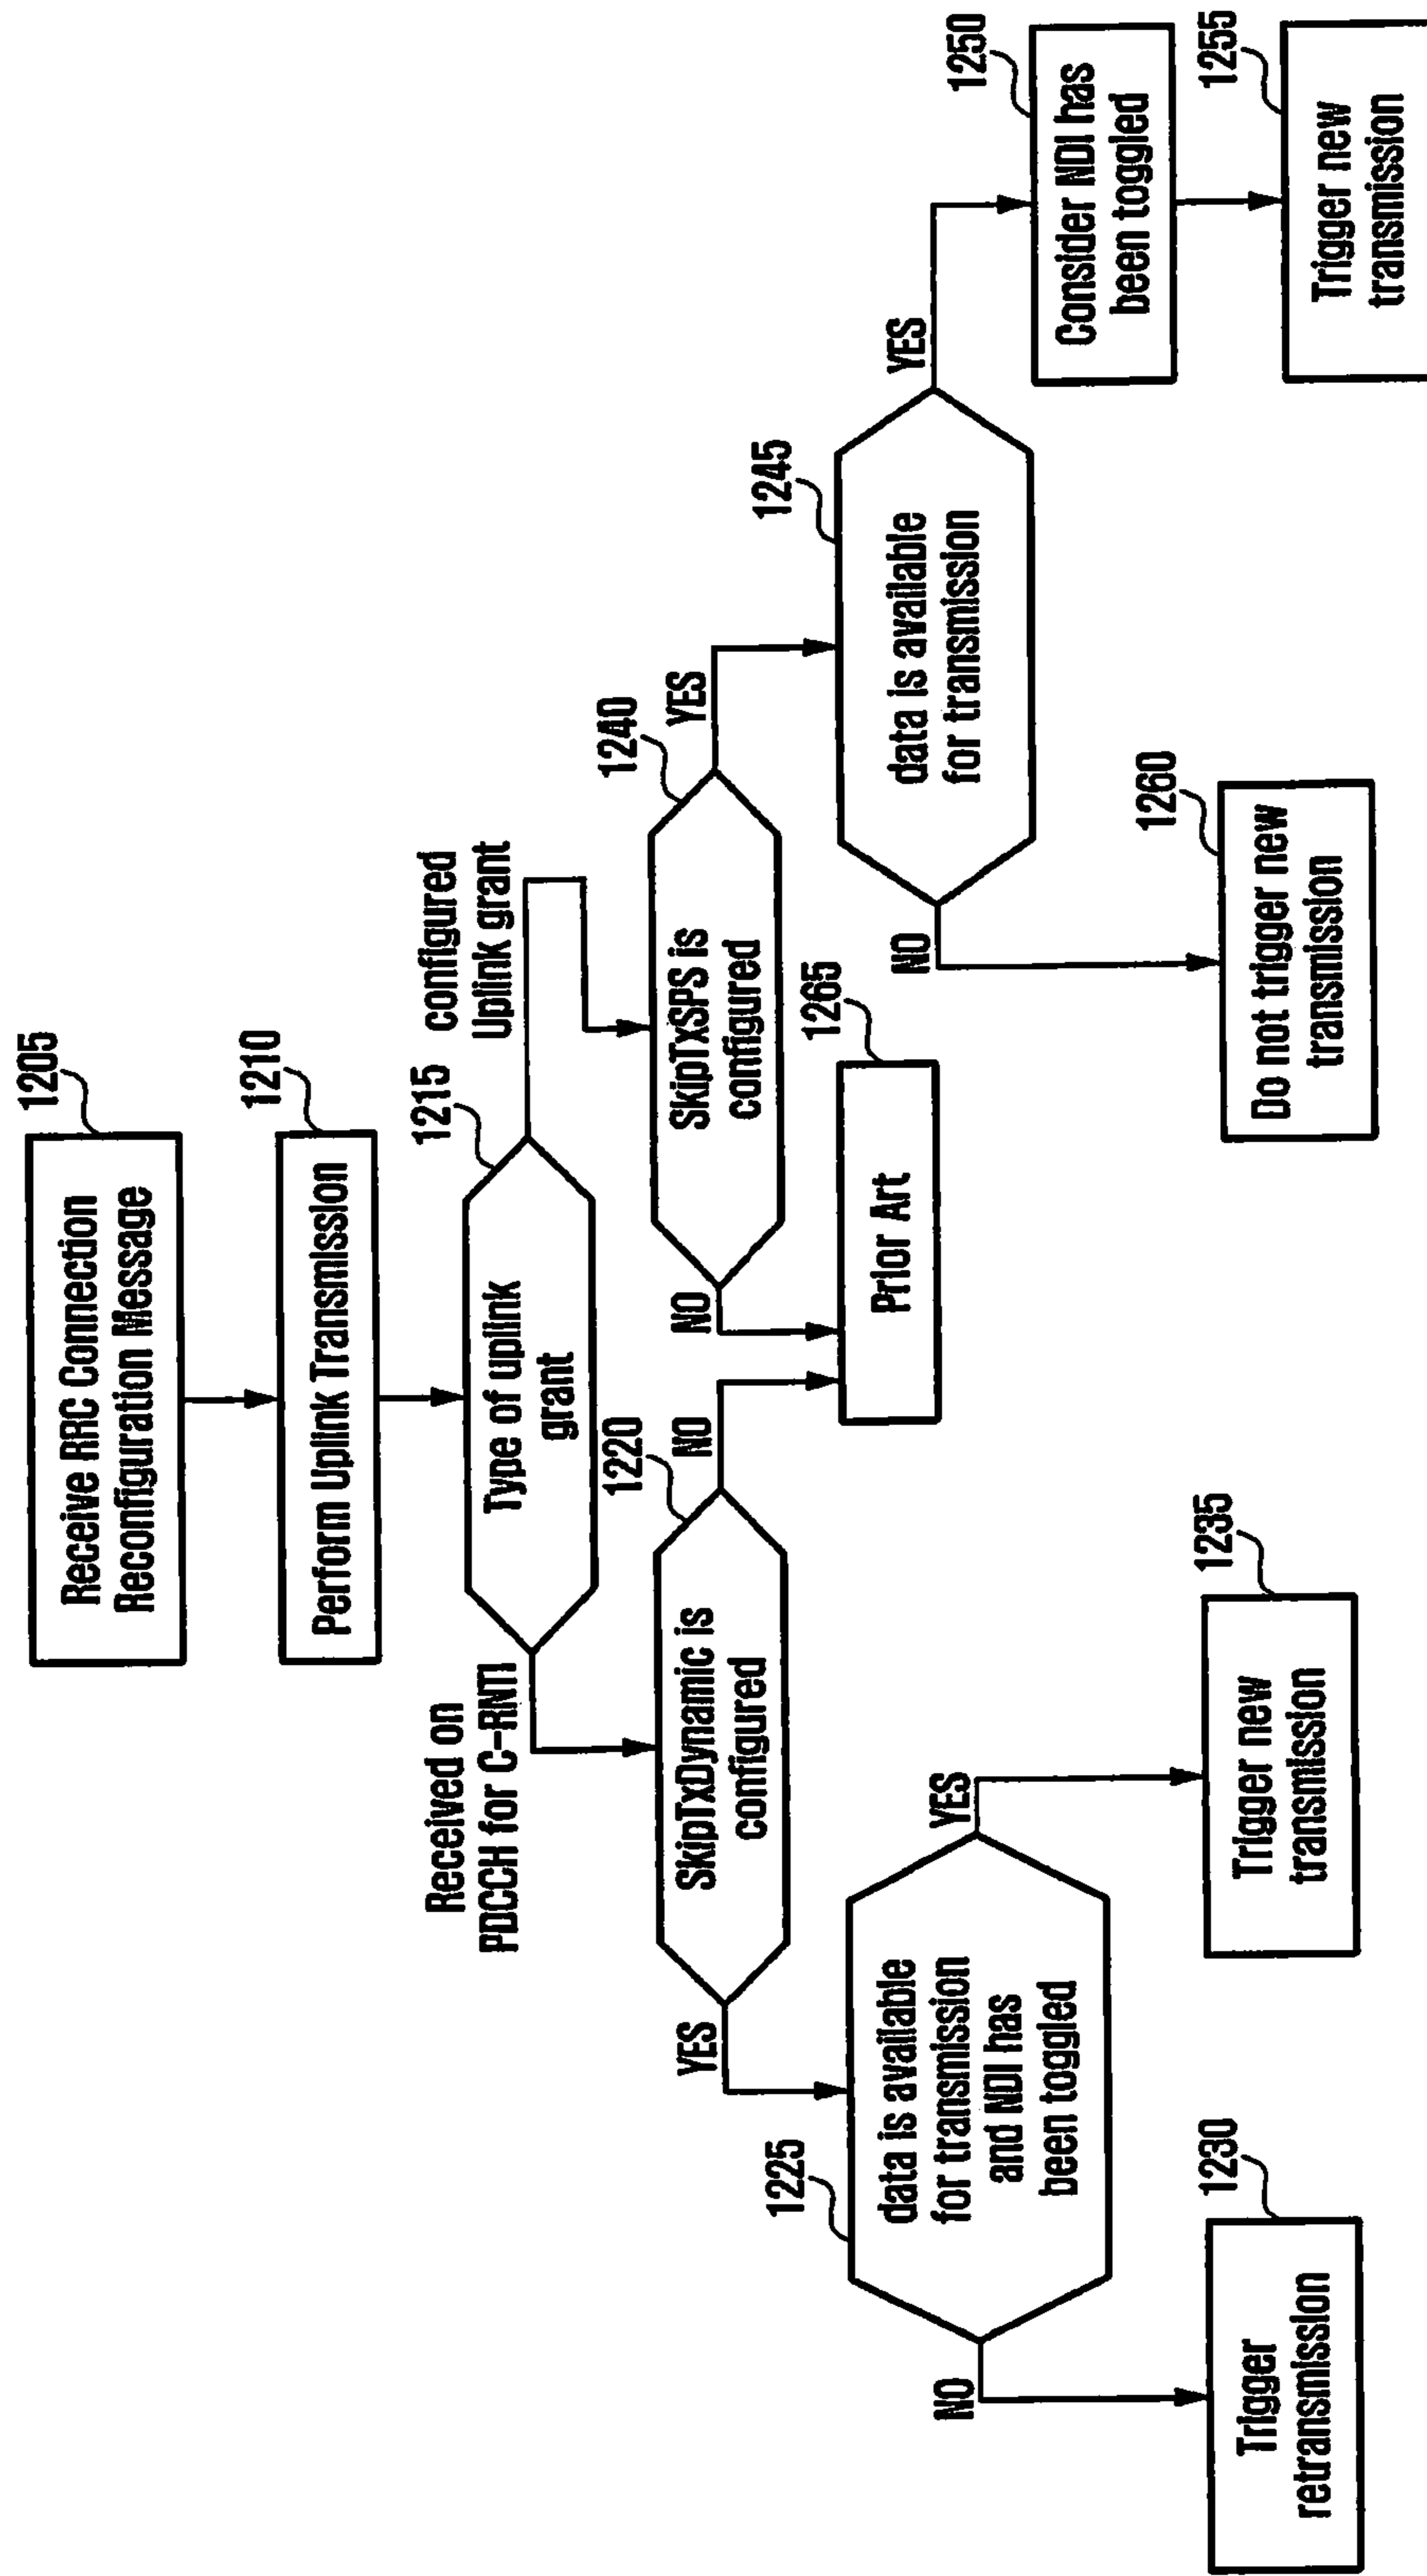 1205
Receive RRC Connection
Reconfiguration Message
1210
Perform Uplink Transmission
1215
Type of uplink
grant
Received on
PDCCH for C-RNTI
configured
Uplink grant
1220
SkipTxDynamic is
configured
YES
NO
1240
SkipTxSPS is
configured
NO
YES
1225
data is available
for transmission
and NDI has
been toggled
NO
YES
1265
Prior Art
1245
data is available
for transmission
NO
YES
1230
Trigger
retransmission
1235
Trigger new
transmission
1260
Do not trigger new
transmission
1250
Consider NDI has
been toggled
1255
Trigger new
transmission